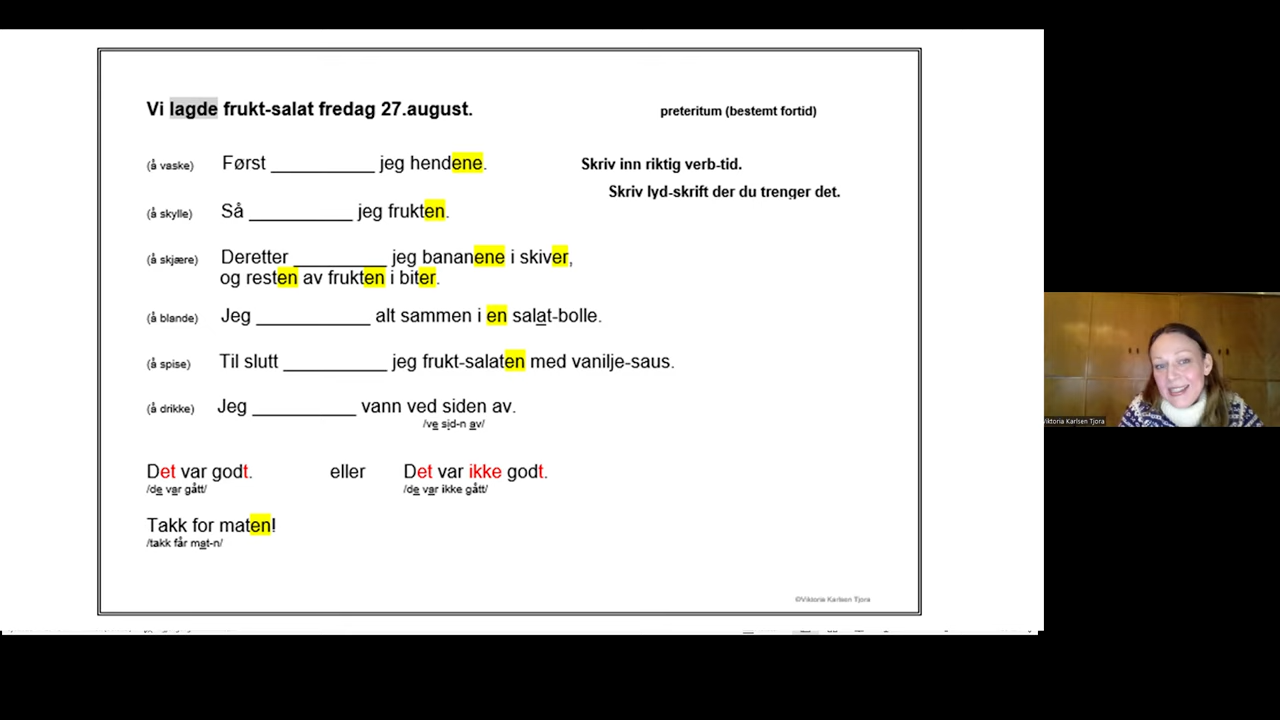 Vi lagde frukt-salat fredag 27.august.
preteritum (bestemt fortid)
(å vaske) Først __________ jeg hendene.
Skriv inn riktig verb-tid.
Skriv lyd-skrift der du trenger det.
(å skylle) Så __________ jeg frukten.
(å skjære) Deretter _________ jeg bananene i skiver,
og resten av frukten i biter.
(å blande) Jeg ___________ alt sammen i en salat-bolle.
(å spise) Til slutt __________ jeg frukt-salaten med vanilje-saus.
(å drikke) Jeg __________ vann ved siden av.
/ve sid-n av/
Det var godt. eller Det var ikke godt.
/de var gått/ /de var ikke gått/
Takk for maten!
/takk får mat-n/
©Viktoria Karlsen Tjora
Viktoria Karlsen Tjora